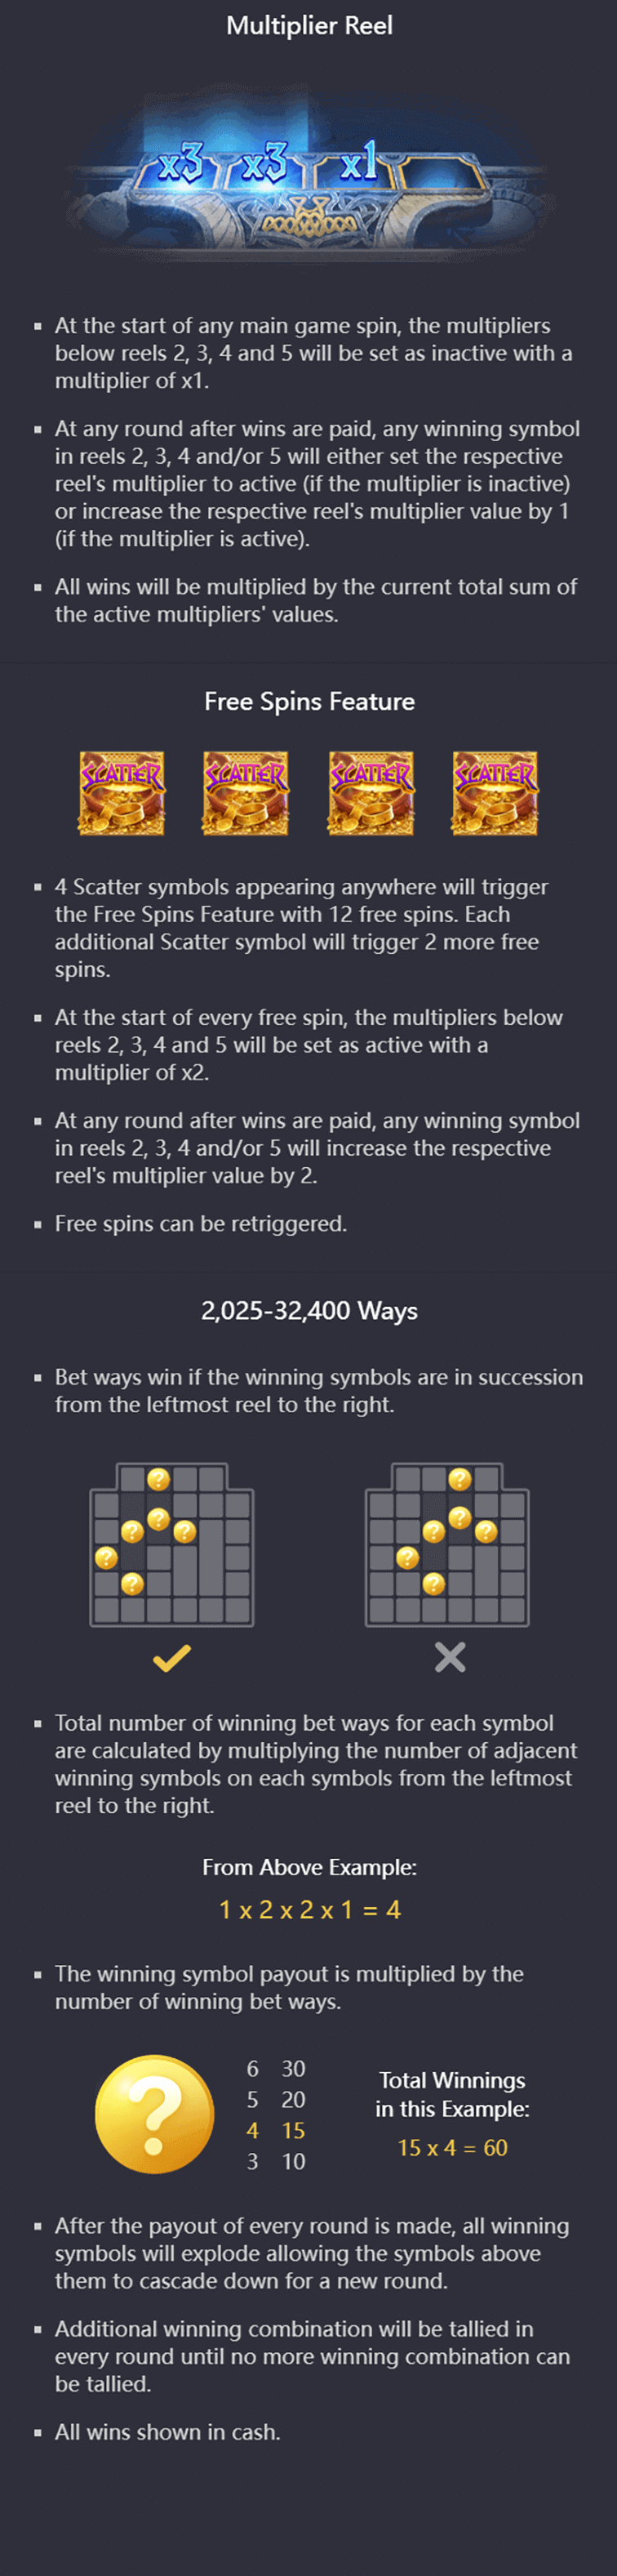 Multiplier Reel
x3 x3 x1
▪ At the start of any main game spin, the multipliers
below reels 2, 3, 4 and 5 will be set as inactive with a
multiplier of x1.
▪ At any round after wins are paid, any winning symbol
in reels 2, 3, 4 and/or 5 will either set the respective
reel's multiplier to active (if the multiplier is inactive)
or increase the respective reel's multiplier value by 1
(if the multiplier is active).
▪ All wins will be multiplied by the current total sum of
the active multipliers' values.
Free Spins Feature
SCATTER SCATTER SCATTER SCATTER
▪ 4 Scatter symbols appearing anywhere will trigger
the Free Spins Feature with 12 free spins. Each
additional Scatter symbol will trigger 2 more free
spins.
▪ At the start of every free spin, the multipliers below
reels 2, 3, 4 and 5 will be set as active with a
multiplier of x2.
▪ At any round after wins are paid, any winning symbol
in reels 2, 3, 4 and/or 5 will increase the respective
reel's multiplier value by 2.
▪ Free spins can be retriggered.
2,025-32,400 Ways
▪ Bet ways win if the winning symbols are in succession
from the leftmost reel to the right.
? ?
? ?
? ? ? ?
? ?
? ?
▪ Total number of winning bet ways for each symbol
are calculated by multiplying the number of adjacent
winning symbols on each symbols from the leftmost
reel to the right.
From Above Example:
1 x 2 x 2 x 1 = 4
▪ The winning symbol payout is multiplied by the
number of winning bet ways.
?
6 30
5 20
4 15
3 10
Total Winnings
in this Example:
15 x 4 = 60
▪ After the payout of every round is made, all winning
symbols will explode allowing the symbols above
them to cascade down for a new round.
▪ Additional winning combination will be tallied in
every round until no more winning combination can
be tallied.
▪ All wins shown in cash.